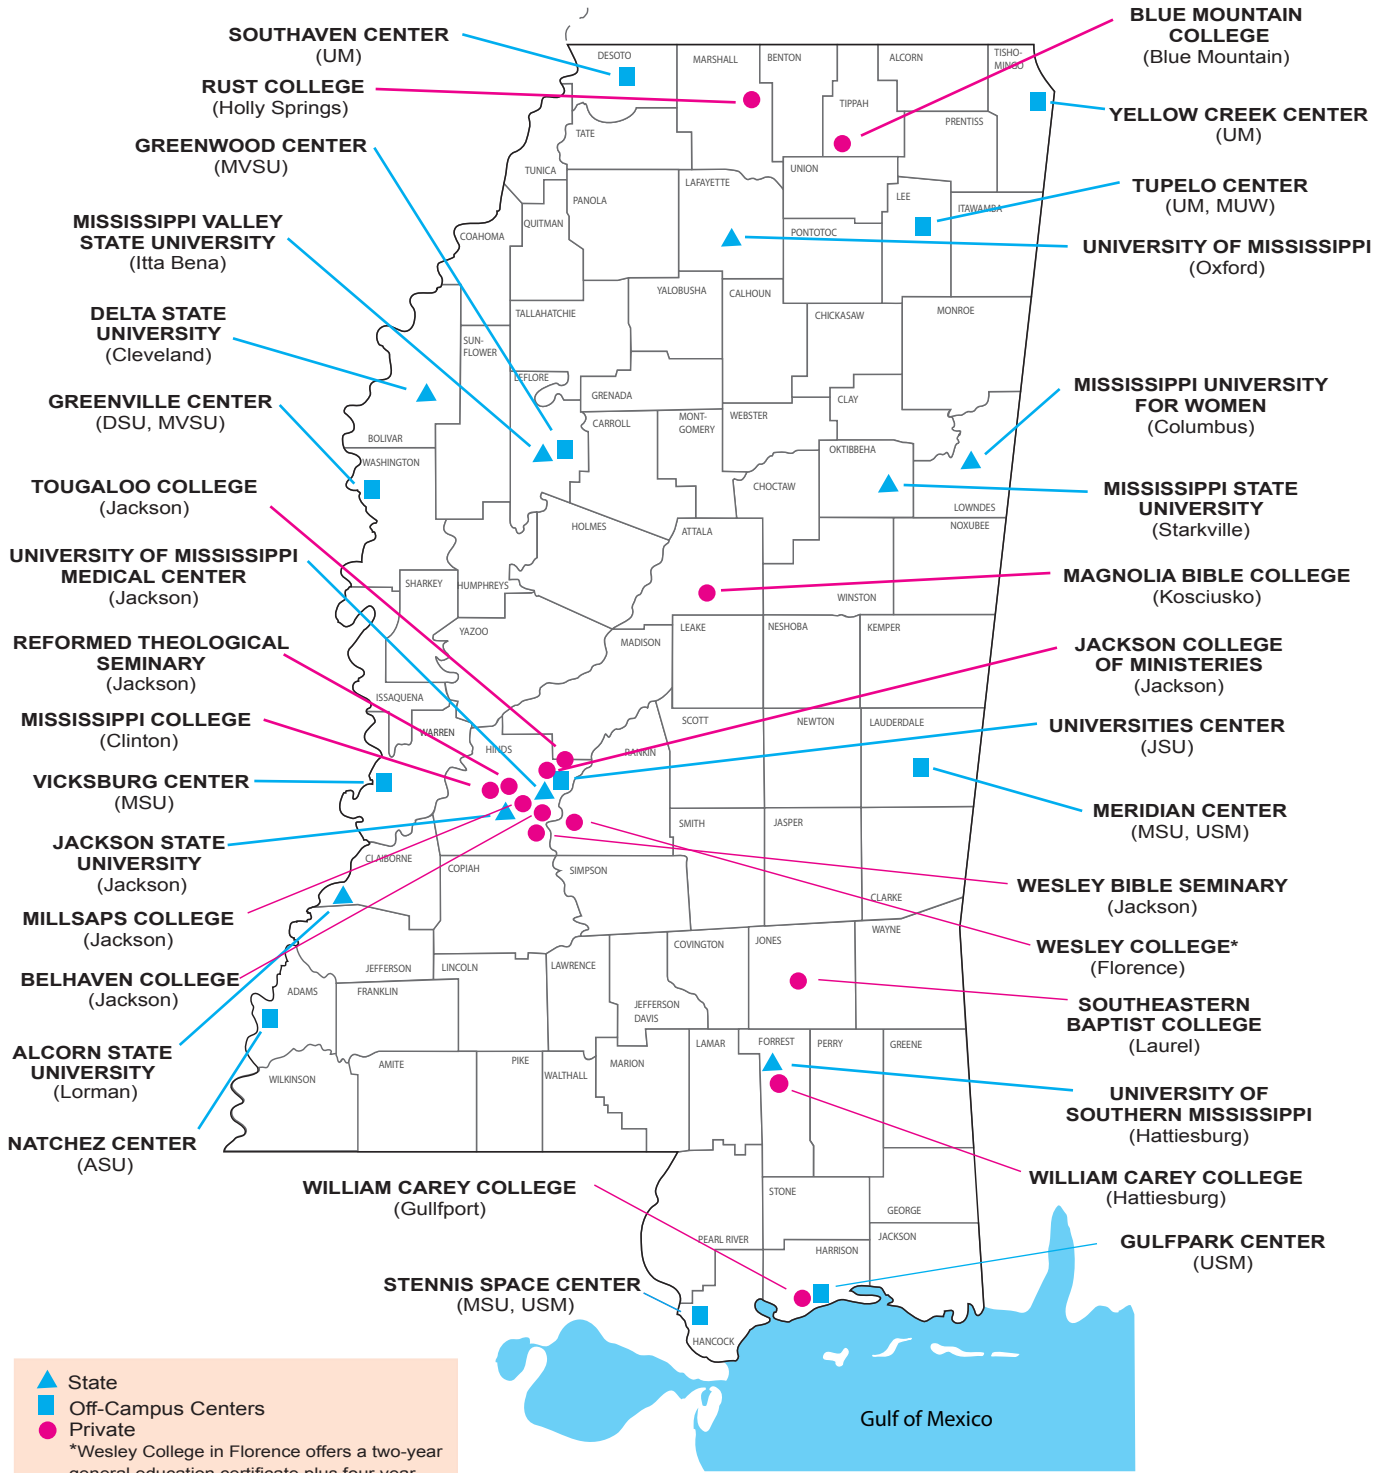 SOUTHAVEN CENTER
(UM)
RUST COLLEGE
(Holly Springs)
GREENWOOD CENTER
(MVSU)
MISSISSIPPI VALLEY
STATE UNIVERSITY
(Itta Bena)
DELTA STATE
UNIVERSITY
(Cleveland)
GREENVILLE CENTER
(DSU, MVSU)
TOUGALOO COLLEGE
(Jackson)
UNIVERSITY OF MISSISSIPPI
MEDICAL CENTER
(Jackson)
REFORMED THEOLOGICAL
SEMINARY
(Jackson)
MISSISSIPPI COLLEGE
(Clinton)
VICKSBURG CENTER
(MSU)
JACKSON STATE
UNIVERSITY
(Jackson)
MILLSAPS COLLEGE
(Jackson)
BELHAVEN COLLEGE
(Jackson)
ALCORN STATE
UNIVERSITY
(Lorman)
NATCHEZ CENTER
(ASU)
WILLIAM CAREY COLLEGE
(Gullfport)
STENNIS SPACE CENTER
(MSU, USM)
BLUE MOUNTAIN
COLLEGE
(Blue Mountain)
YELLOW CREEK CENTER
(UM)
TUPELO CENTER
(UM, MUW)
UNIVERSITY OF MISSISSIPPI
(Oxford)
MISSISSIPPI UNIVERSITY
FOR WOMEN
(Columbus)
MISSISSIPPI STATE
UNIVERSITY
(Starkville)
MAGNOLIA BIBLE COLLEGE
(Kosciusko)
JACKSON COLLEGE
OF MINISTERIES
(Jackson)
UNIVERSITIES CENTER
(JSU)
MERIDIAN CENTER
(MSU, USM)
WESLEY BIBLE SEMINARY
(Jackson)
WESLEY COLLEGE*
(Florence)
SOUTHEASTERN
BAPTIST COLLEGE
(Laurel)
UNIVERSITY OF
SOUTHERN MISSISSIPPI
(Hattiesburg)
WILLIAM CAREY COLLEGE
(Hattiesburg)
GULFPARK CENTER
(USM)
DESOTO
MARSHALL
BENTON
ALCORN
TISHO-
MINGO
TIPPAH
PRENTISS
TATE
TUNICA
UNION
LAFAYETTE
PANOLA
LEE
ITAWAMBA
QUITMAN
COAHOMA
PONTOTOC
YALOBUSHA
CALHOUN
TALLAHATCHIE
CHICKASAW
MONROE
SUN-
FLOWER
LEFLORE
GRENADA
CLAY
CARROLL
MONT-
GOMERY
WEBSTER
BOLIVAR
OKTIBBEHA
WASHINGTON
CHOCTAW
LOWNDES
HOLMES
ATTALA
NOXUBEE
SHARKEY
HUMPHREYS
WINSTON
YAZOO
MADISON
LEAKE
NESHOBA
KEMPER
ISSAQUENA
SCOTT
NEWTON
LAUDERDALE
WARREN
HINDS
RANKIN
SMITH
JASPER
CLAIBORNE
COPIAH
SIMPSON
CLARKE
COVINGTON
JONES
WAYNE
JEFFERSON
LINCOLN
LAWRENCE
ADAMS
FRANKLIN
JEFFERSON
DAVIS
LAMAR
FORREST
PERRY
GREENE
WILKINSON
AMITE
PIKE
WALTHALL
MARION
STONE
GEORGE
PEARL RIVER
HARRISON
JACKSON
HANCOCK
Gulf of Mexico
State
Off-Campus Centers
Private
*Wesley College in Florence offers a two-year
general education certificate plus four year